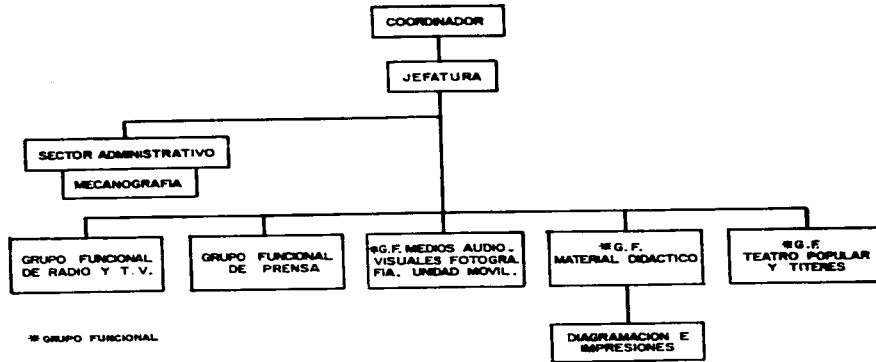 COORDINADOR
JEFATURA
SECTOR ADMINISTRATIVO
MECANOGRAFIA
GRUPO FUNCIONAL
DE RADIO Y T.V.
GRUPO FUNCIONAL
DE PRENSA
*G.F. MEDIOS AUDIO-
VISUALES FOTOGRA-
FIA. UNIDAD MOVIL.
*G.F.
MATERIAL DIDACTICO
*G.F.
TEATRO POPULAR
Y TITERES
DIAGRAMACION E
IMPRESIONES
* GRUPO FUNCIONAL